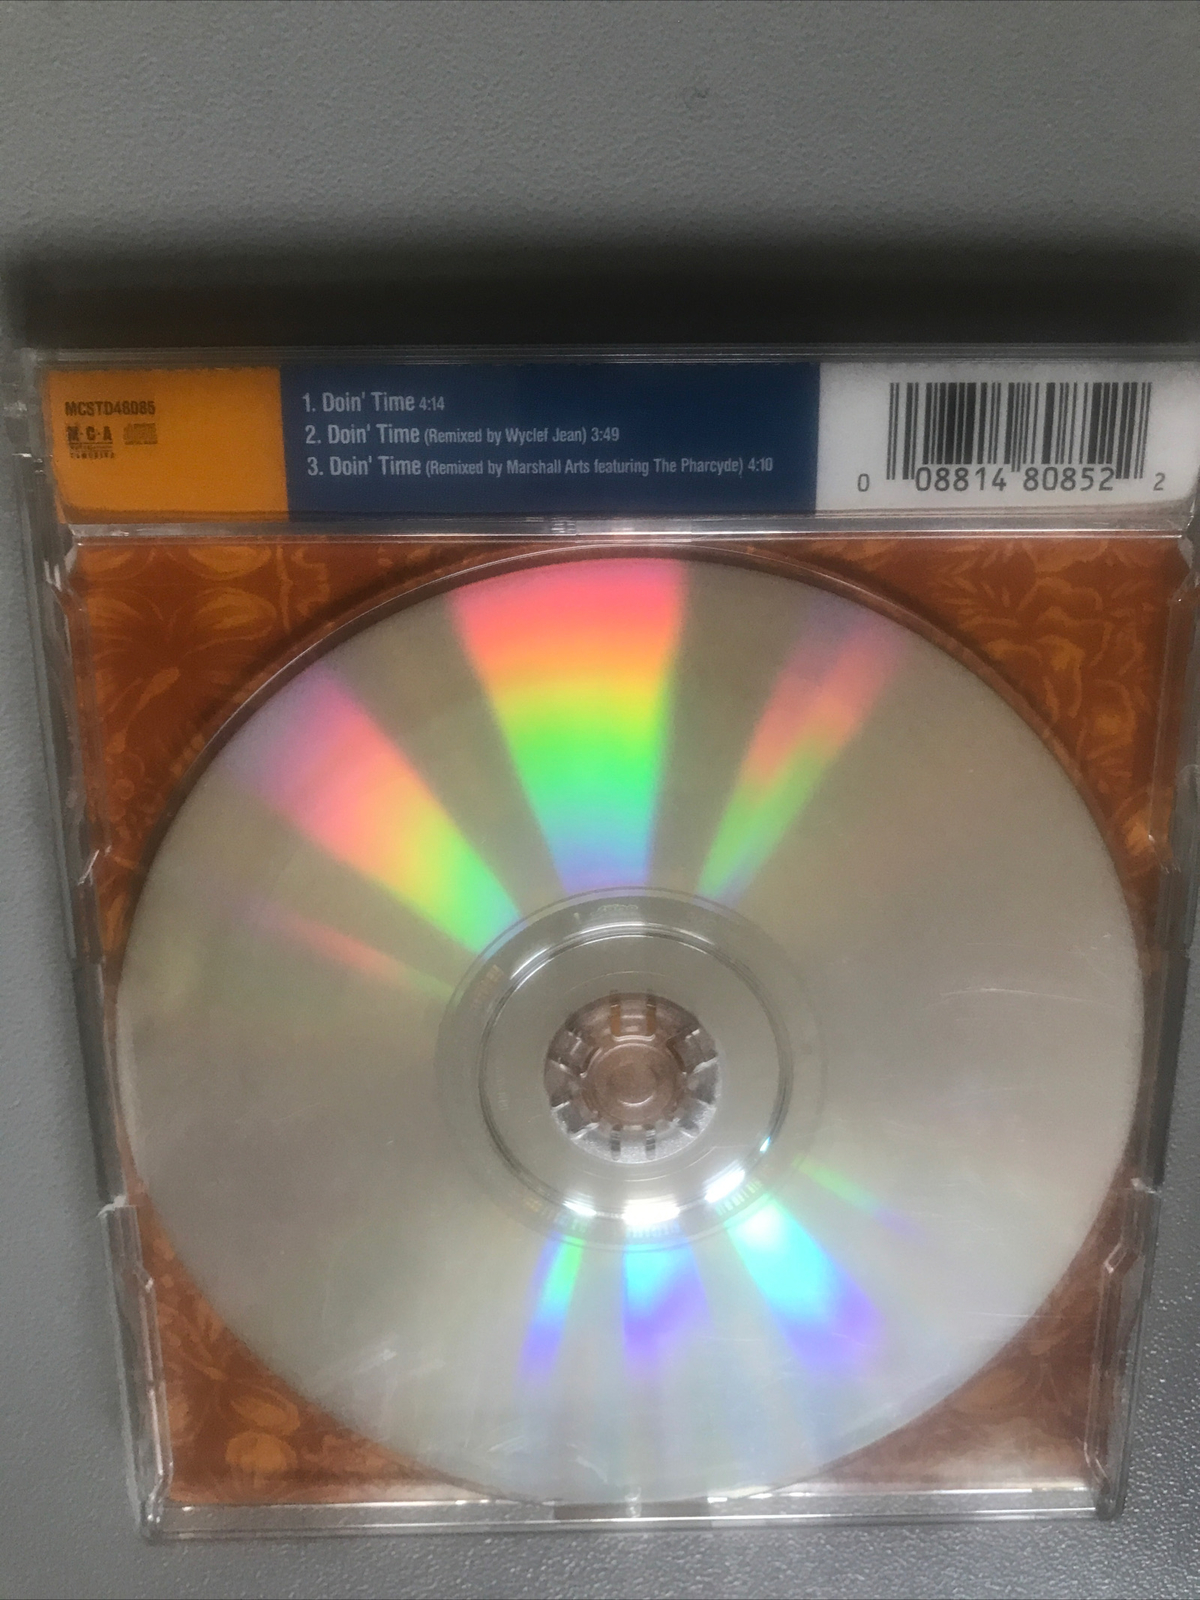 MCSTD48085
M·C·A
1. Doin' Time 4:14
2. Doin' Time (Remixed by Wyclef Jean) 3:49
3. Doin' Time (Remixed by Marshall Arts featuring The Pharcyde) 4:10
0 08814 80852 2